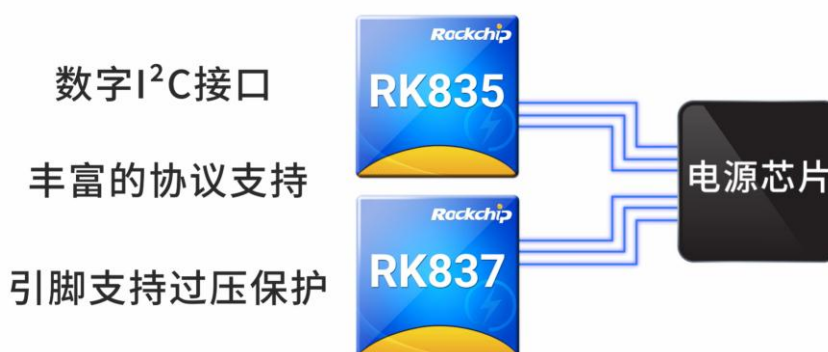 数字I²C接口
丰富的协议支持
引脚支持过压保护
Rockchip
RK835
Rockchip
RK837
电源芯片